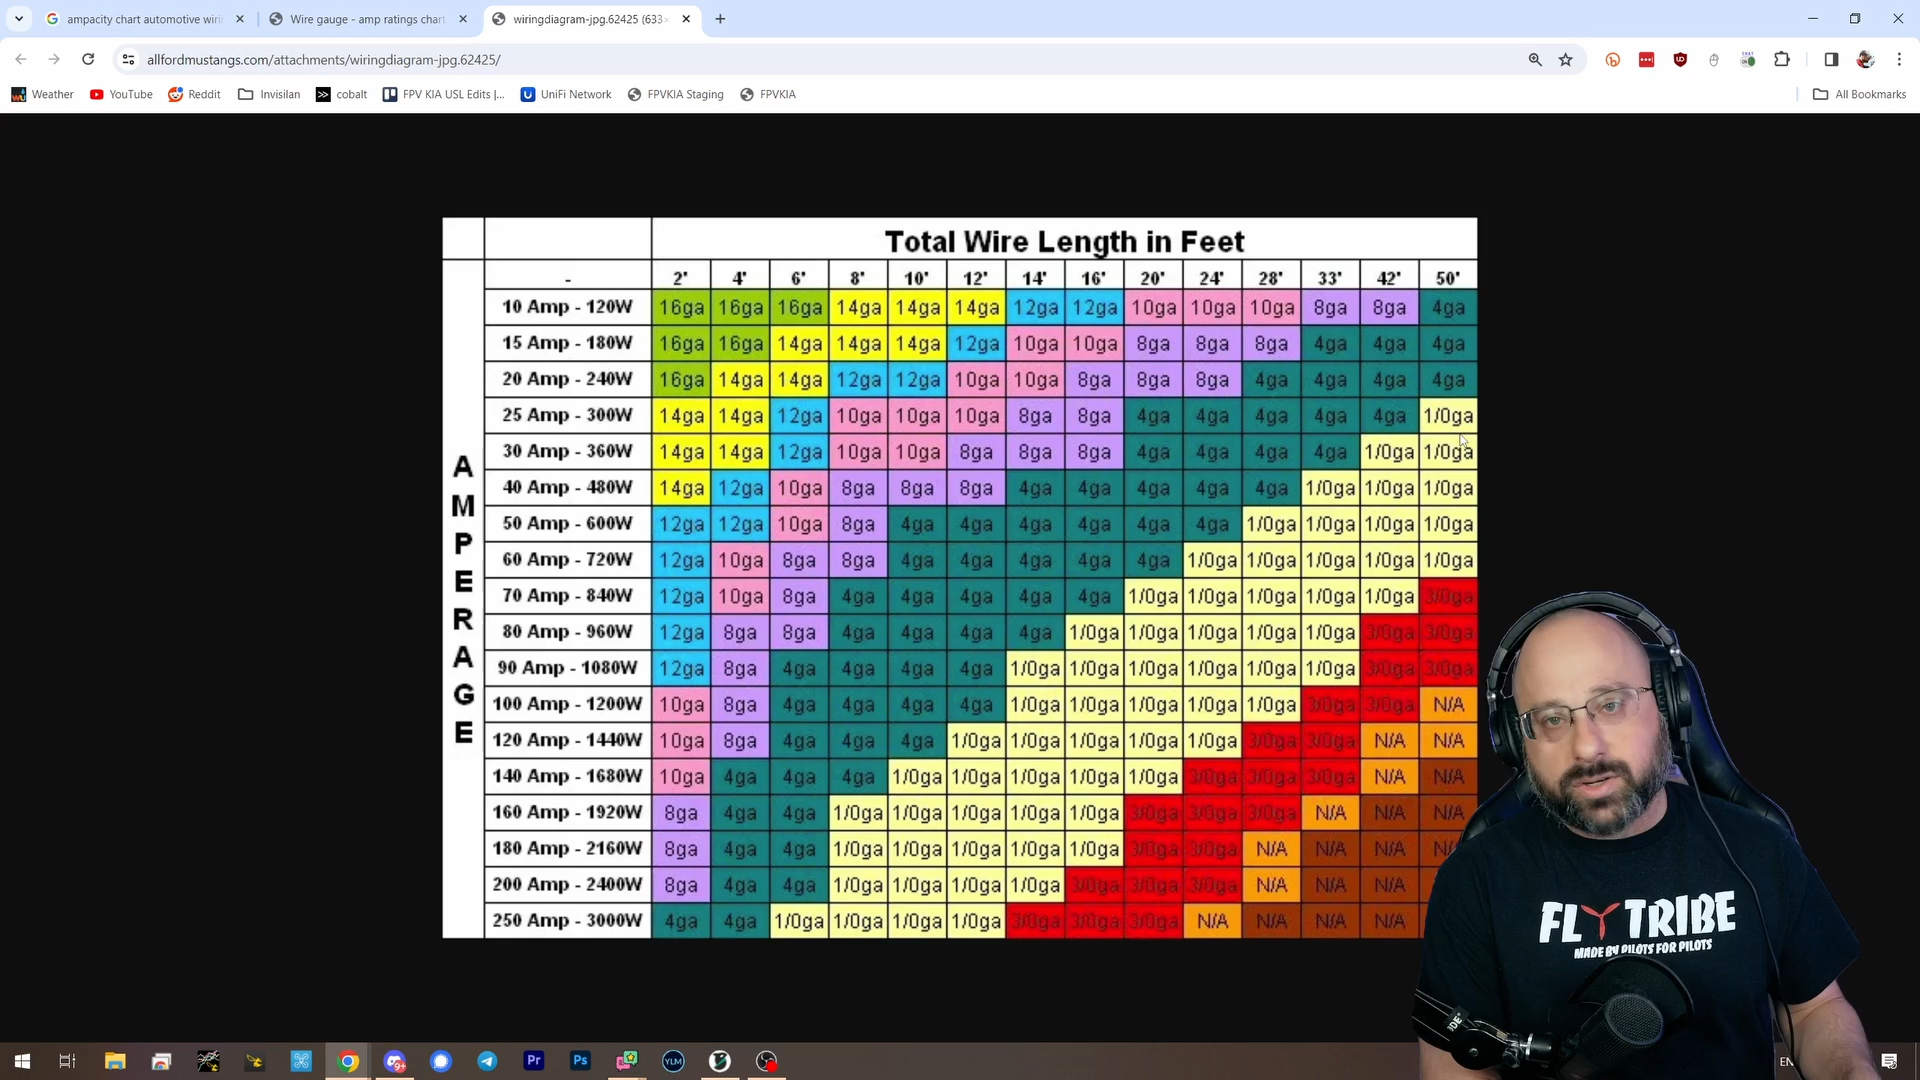 ampacity chart automotive wiri
Wire gauge - amp ratings chart
wiringdiagram-jpg.62425 (633×
allfordmustangs.com/attachments/wiringdiagram-jpg.62425/
Weather YouTube Reddit Invisilan cobalt FPV KIA USL Edits |... UniFi Network FPVKIA Staging FPVKIA All Bookmarks
Total Wire Length in Feet
- 2' 4' 6' 8' 10' 12' 14' 16' 20' 24' 28' 33' 42' 50'
AMPERAGE
10 Amp - 120W 16ga 16ga 16ga 14ga 14ga 14ga 12ga 12ga 10ga 10ga 10ga 8ga 8ga 4ga
15 Amp - 180W 16ga 16ga 14ga 14ga 14ga 12ga 10ga 10ga 8ga 8ga 8ga 4ga 4ga 4ga
20 Amp - 240W 16ga 14ga 14ga 12ga 12ga 10ga 10ga 8ga 8ga 8ga 4ga 4ga 4ga 4ga
25 Amp - 300W 14ga 14ga 12ga 10ga 10ga 10ga 8ga 8ga 4ga 4ga 4ga 4ga 4ga 1/0ga
30 Amp - 360W 14ga 14ga 12ga 10ga 10ga 8ga 8ga 8ga 4ga 4ga 4ga 4ga 1/0ga 1/0ga
40 Amp - 480W 14ga 12ga 10ga 8ga 8ga 8ga 4ga 4ga 4ga 4ga 4ga 1/0ga 1/0ga 1/0ga
50 Amp - 600W 12ga 12ga 10ga 8ga 4ga 4ga 4ga 4ga 4ga 4ga 1/0ga 1/0ga 1/0ga 1/0ga
60 Amp - 720W 12ga 10ga 8ga 8ga 4ga 4ga 4ga 4ga 4ga 1/0ga 1/0ga 1/0ga 1/0ga 1/0ga
70 Amp - 840W 12ga 10ga 8ga 4ga 4ga 4ga 4ga 4ga 1/0ga 1/0ga 1/0ga 1/0ga 1/0ga 3/0ga
80 Amp - 960W 12ga 8ga 8ga 4ga 4ga 4ga 4ga 1/0ga 1/0ga 1/0ga 1/0ga 1/0ga 3/0ga 3/0ga
90 Amp - 1080W 12ga 8ga 4ga 4ga 4ga 4ga 1/0ga 1/0ga 1/0ga 1/0ga 1/0ga 1/0ga 3/0ga 3/0ga
100 Amp - 1200W 10ga 8ga 4ga 4ga 4ga 4ga 1/0ga 1/0ga 1/0ga 1/0ga 1/0ga 3/0ga 3/0ga N/A
120 Amp - 1440W 10ga 8ga 4ga 4ga 4ga 1/0ga 1/0ga 1/0ga 1/0ga 1/0ga 3/0ga 3/0ga N/A N/A
140 Amp - 1680W 10ga 4ga 4ga 4ga 1/0ga 1/0ga 1/0ga 1/0ga 1/0ga 3/0ga 3/0ga 3/0ga N/A N/A
160 Amp - 1920W 8ga 4ga 4ga 1/0ga 1/0ga 1/0ga 1/0ga 1/0ga 3/0ga 3/0ga 3/0ga N/A N/A N/A
180 Amp - 2160W 8ga 4ga 4ga 1/0ga 1/0ga 1/0ga 1/0ga 1/0ga 3/0ga 3/0ga N/A N/A N/A
200 Amp - 2400W 8ga 4ga 4ga 1/0ga 1/0ga 1/0ga 1/0ga 3/0ga 3/0ga 3/0ga N/A N/A N/A
250 Amp - 3000W 4ga 4ga 1/0ga 1/0ga 1/0ga 1/0ga 3/0ga 3/0ga 3/0ga N/A N/A N/A N/A
FLYTRIBE
MADE BY PILOTS FOR PILOTS
Pr Ps YLM EN